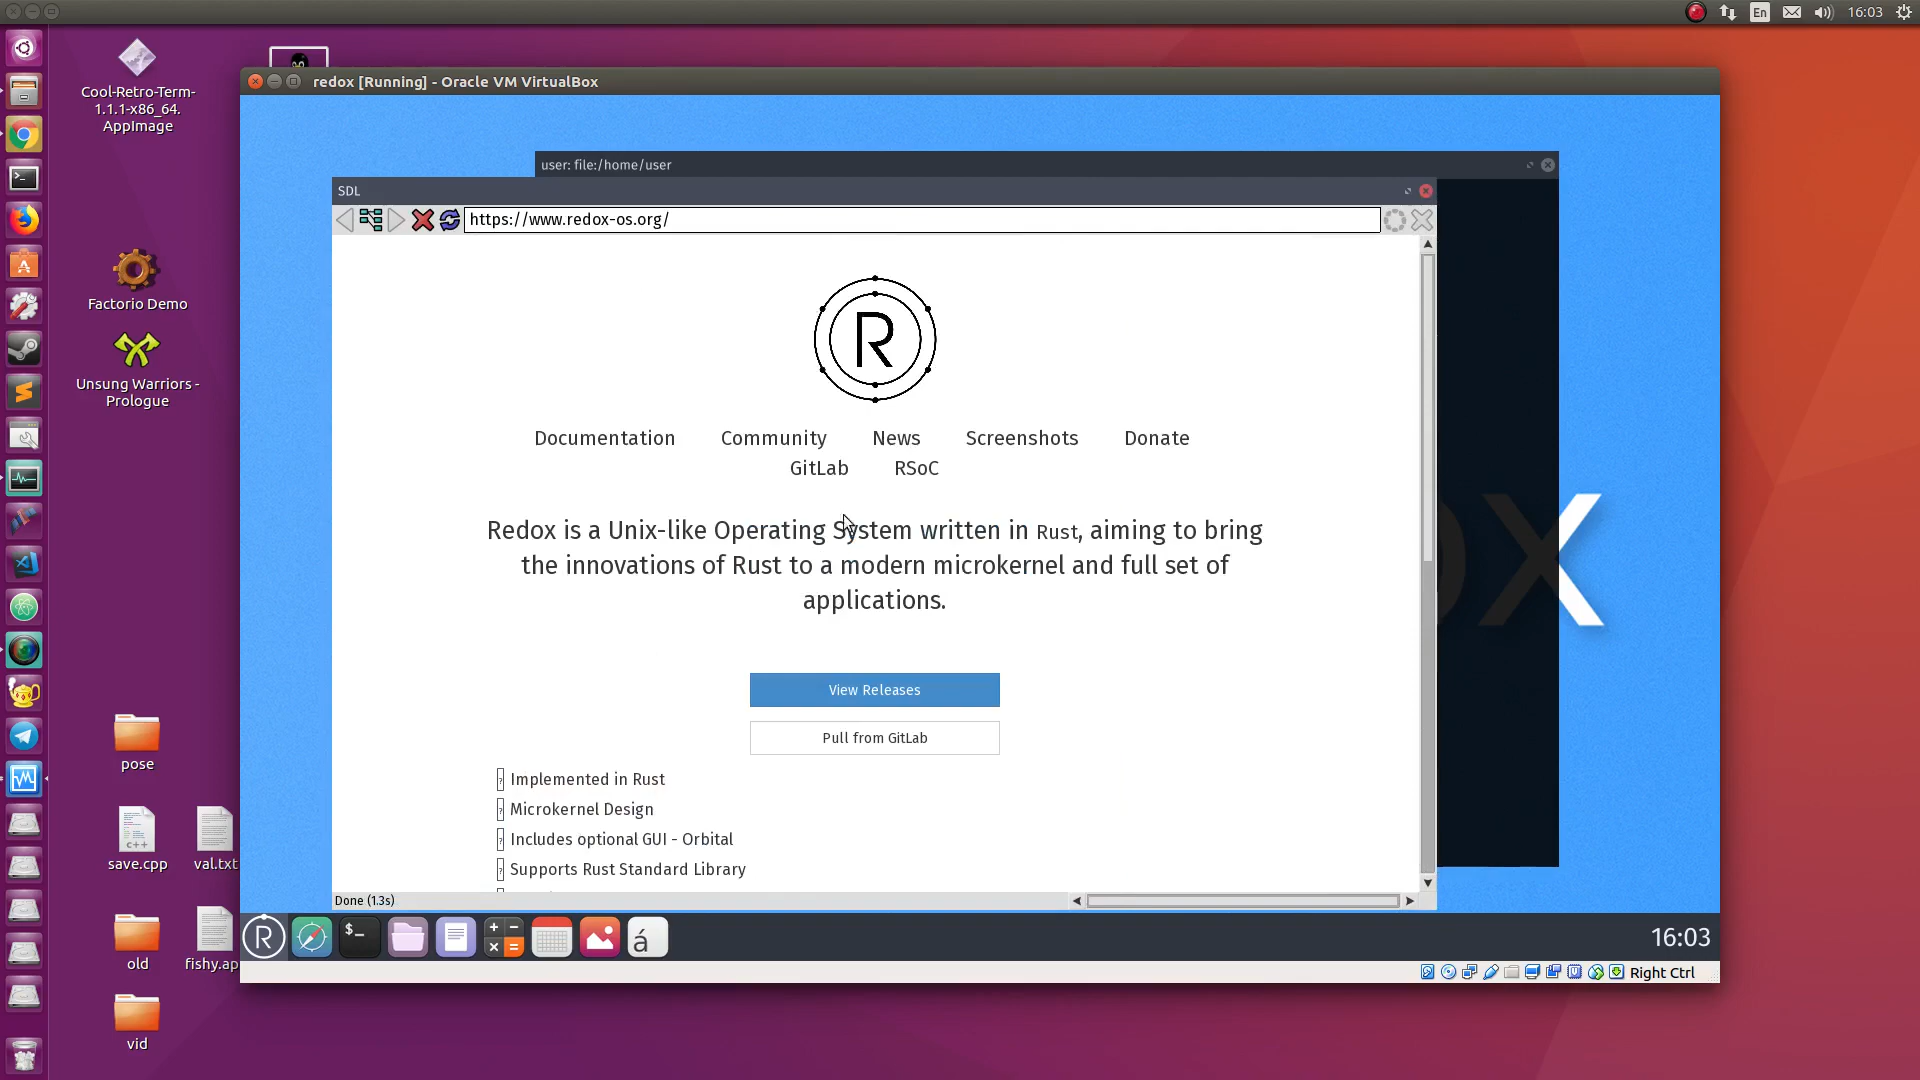 En
16:03
Cool-Retro-Term-
1.1.1-x86_64.
AppImage
Factorio Demo
Unsung Warriors -
Prologue
pose
save.cpp
val.txt
old
fishy.ap
vid
redox [Running] - Oracle VM VirtualBox
user: file:/home/user
SDL
https://www.redox-os.org/
R
Documentation Community News Screenshots Donate
GitLab RSoC
Redox is a Unix-like Operating System written in Rust, aiming to bring
the innovations of Rust to a modern microkernel and full set of
applications.
View Releases
Pull from GitLab
Implemented in Rust
Microkernel Design
Includes optional GUI - Orbital
Supports Rust Standard Library
Done (1.3s)
OX
R
$_
á
16:03
Right Ctrl